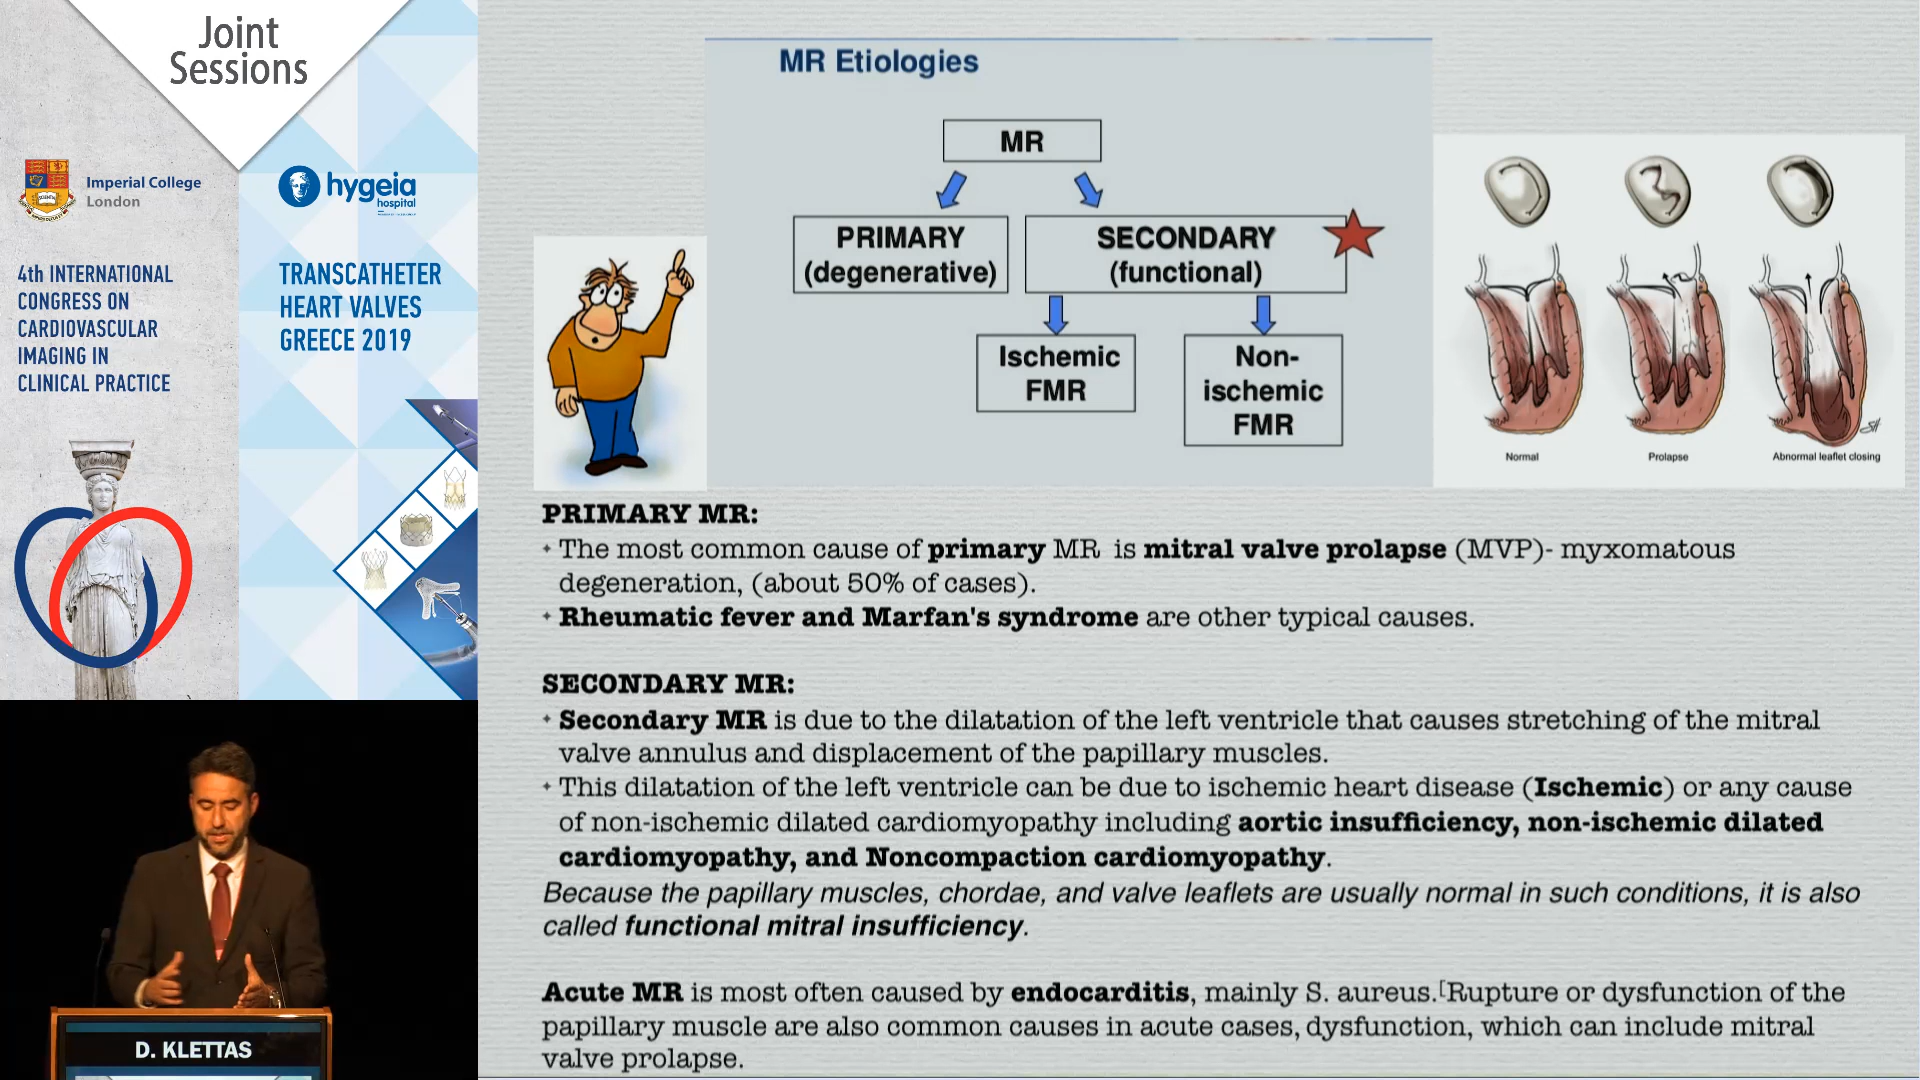 Joint
Sessions
Imperial College
London
4th INTERNATIONAL
CONGRESS ON
CARDIOVASCULAR
IMAGING IN
CLINICAL PRACTICE
hygeia
hospital
TRANSCATHETER
HEART VALVES
GREECE 2019
D. KLETTAS
MR Etiologies
MR
PRIMARY
(degenerative)
SECONDARY
(functional)
Ischemic
FMR
Non-
ischemic
FMR
Normal
Prolapse
Abnormal leaflet closing
PRIMARY MR:
The most common cause of primary MR is mitral valve prolapse (MVP)- myxomatous
degeneration, (about 50% of cases).
Rheumatic fever and Marfan's syndrome are other typical causes.
SECONDARY MR:
Secondary MR is due to the dilatation of the left ventricle that causes stretching of the mitral
valve annulus and displacement of the papillary muscles.
This dilatation of the left ventricle can be due to ischemic heart disease (Ischemic) or any cause
of non-ischemic dilated cardiomyopathy including aortic insufficiency, non-ischemic dilated
cardiomyopathy, and Noncompaction cardiomyopathy.
Because the papillary muscles, chordae, and valve leaflets are usually normal in such conditions, it is also
called functional mitral insufficiency.
Acute MR is most often caused by endocarditis, mainly S. aureus.[Rupture or dysfunction of the
papillary muscle are also common causes in acute cases, dysfunction, which can include mitral
valve prolapse.